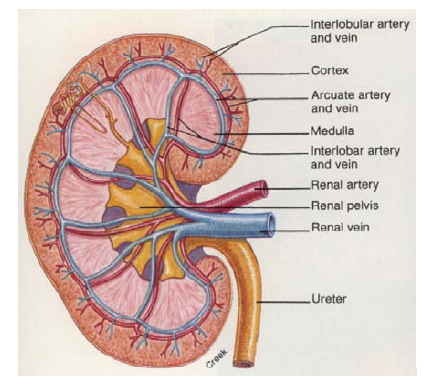 Interlobular artery
and vein
Cortex
Arcuate artery
and vein
Medulla
Interlobar artery
and vein
Renal artery
Renal pelvis
Renal vein
Ureter
Creek